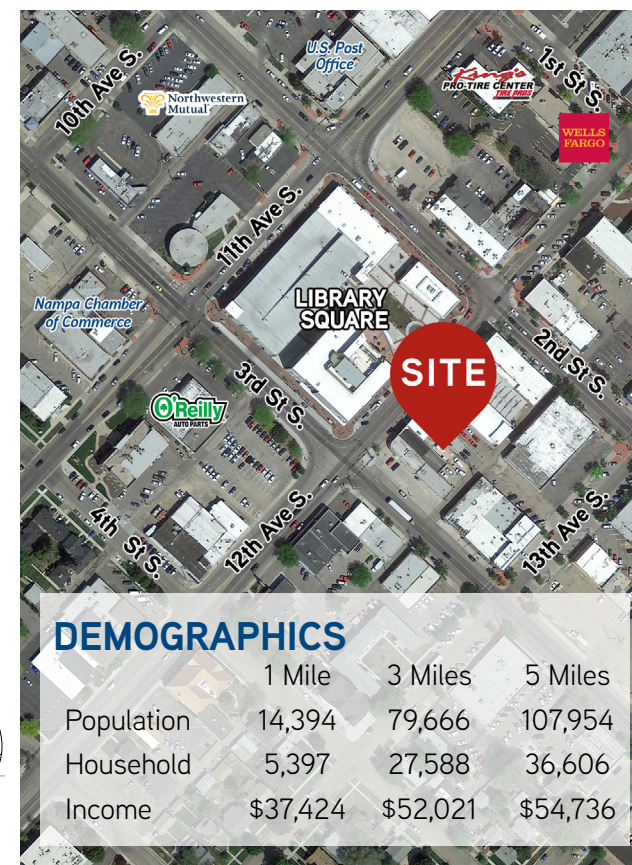 10th Ave S.
U.S. Post
Office
1st St S.
King's
PRO-TIRE CENTER
TIRE PROS
Northwestern
Mutual
WELLS
FARGO
11th Ave S.
Nampa Chamber
of Commerce
LIBRARY
SQUARE
SITE
2nd St S.
3rd St S.
O'Reilly
AUTO PARTS
4th St S.
12th Ave S.
13th Ave S.
DEMOGRAPHICS
1 Mile 3 Miles 5 Miles
Population 14,394 79,666 107,954
Household 5,397 27,588 36,606
Income $37,424 $52,021 $54,736